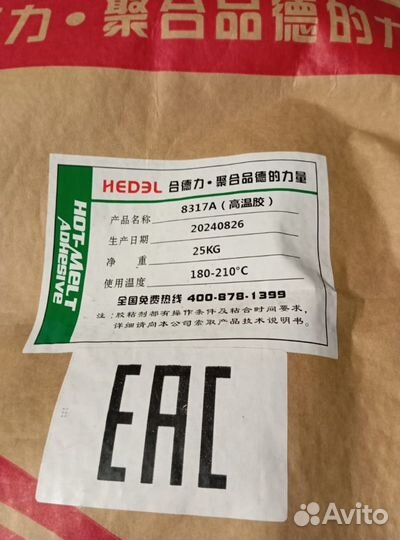 力·聚合品德的力
HEDEL 合德力·聚合品德的力量
HOT-MELT
ADHESIVE
产品名称 8317A（高温胶）
生产日期 20240826
净 重 25KG
使用温度 180-210℃
全国免费热线 400-878-1399
注：胶粘剂都有操作条件及粘合时间要求，
详细请向本公司索取产品技术说明书。
EAC
Avito